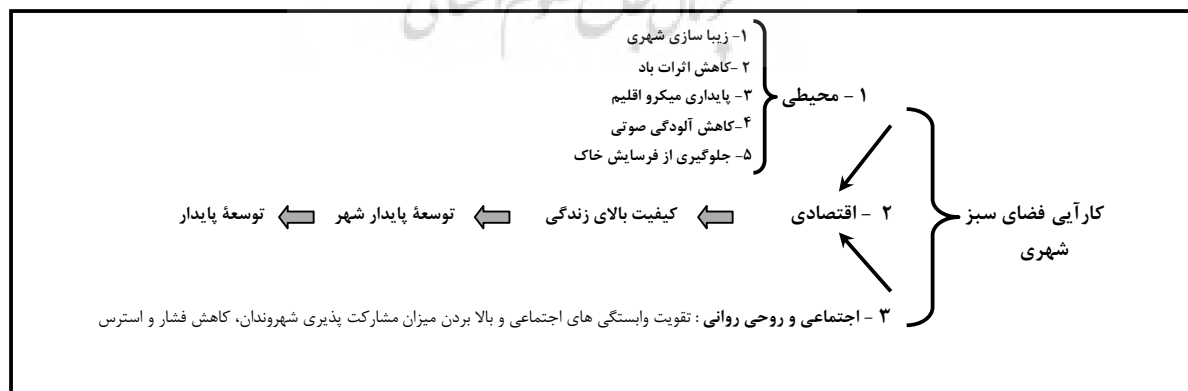 ۱- زیبا سازی شهری
۲ -کاهش اثرات باد
۳- پایداری میکرو اقلیم
۴-کاهش آلودگی صوتی
۵- جلوگیری از فرسایش خاک
۱ - محیطی
کارآیی فضای سبز
شهری
۲ - اقتصادی
کیفیت بالای زندگی
توسعۀ پایدار شهر
توسعۀ پایدار
۳ - اجتماعی و روحی روانی : تقویت وابستگی های اجتماعی و بالا بردن میزان مشارکت پذیری شهروندان، کاهش فشار و استرس